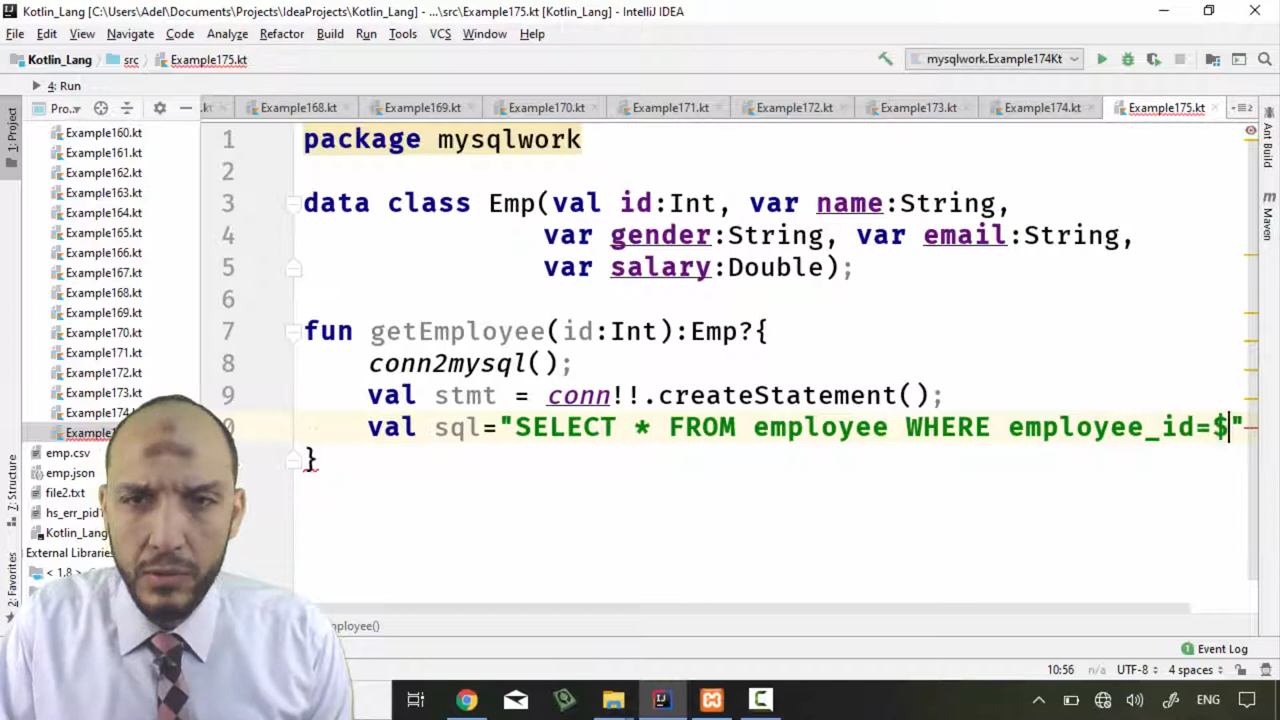 Kotlin_Lang [C:\Users\Adel\Documents\Projects\IdeaProjects\Kotlin_Lang] - ...\src\Example175.kt [Kotlin_Lang] - IntelliJ IDEA
File Edit View Navigate Code Analyze Refactor Build Run Tools VCS Window Help
Kotlin_Lang src Example175.kt mysqlwork.Example174Kt
4: Run
Pro... .kt Example168.kt Example169.kt Example170.kt Example171.kt Example172.kt Example173.kt Example174.kt Example175.kt
1: Project
7: Structure
2: Favorites
Example160.kt
Example161.kt
Example162.kt
Example163.kt
Example164.kt
Example165.kt
Example166.kt
Example167.kt
Example168.kt
Example169.kt
Example170.kt
Example171.kt
Example172.kt
Example173.kt
Example174.kt
emp.csv
emp.json
file2.txt
Kotlin_Lang
External Libraries
< 1.8 >
1 package mysqlwork
2
3 data class Emp(val id:Int, var name:String,
4 var gender:String, var email:String,
5 var salary:Double);
6
7 fun getEmployee(id:Int):Emp?{
8 conn2mysql();
9 val stmt = conn!!.createStatement();
val sql="SELECT * FROM employee WHERE employee_id=$"
}
Ant Build
Maven
Event Log
10:56 n/a UTF-8 4 spaces
ENG